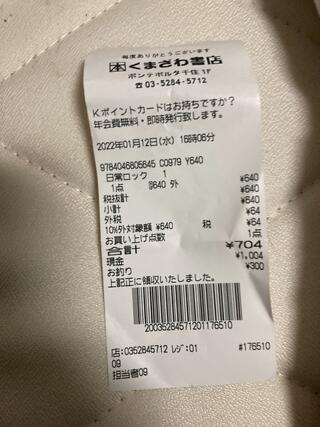 毎度ありがとうございます
本 くまざわ書店
ポンテポルタ千住 1F
☎ 03-5284-5712
Kポイントカードはお持ちですか?
年会費無料・即時発行致します。
2022年01月12日(水) 16時06分
9784046805645 C0979 Y640
日常ロック 1 ¥640
1点 @640 外
税抜計 ¥640
小計 ¥640
外税 ¥64
10%外対象額 ¥640 税 ¥64
お買い上げ点数 1点
合計 ¥704
現金 ¥1,004
お釣り ¥300
上記正に領収いたしました。
2003528457120117​6510
店:0352845712 レジ:01 #176510
09
担当者09